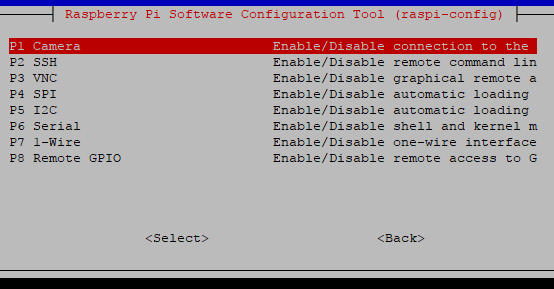 Raspberry Pi Software Configuration Tool (raspi-config)
P1 Camera Enable/Disable connection to the
P2 SSH Enable/Disable remote command lin
P3 VNC Enable/Disable graphical remote a
P4 SPI Enable/Disable automatic loading
P5 I2C Enable/Disable automatic loading
P6 Serial Enable/Disable shell and kernel m
P7 1-Wire Enable/Disable one-wire interface
P8 Remote GPIO Enable/Disable remote access to G
<Select> <Back>